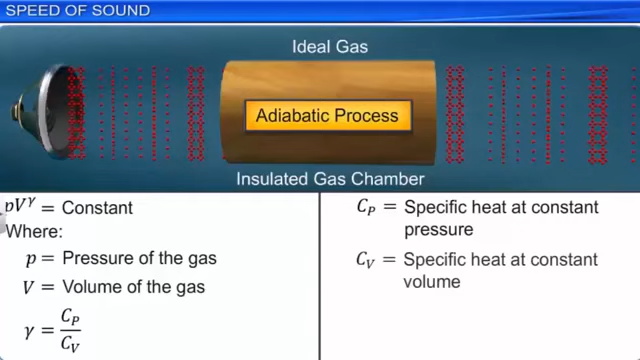 SPEED OF SOUND
Ideal Gas
Adiabatic Process
Insulated Gas Chamber
pV^γ = Constant
Where:
p = Pressure of the gas
V = Volume of the gas
γ = C_P / C_V
C_P = Specific heat at constant
pressure
C_V = Specific heat at constant
volume